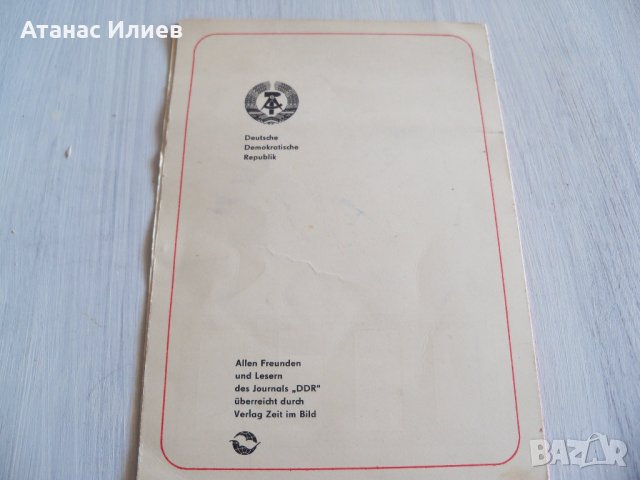 Атанас Илиев
Deutsche
Demokratische
Republik
Allen Freunden
und Lesern
des Journals „DDR"
überreicht durch
Verlag Zeit im Bild
BAZAR